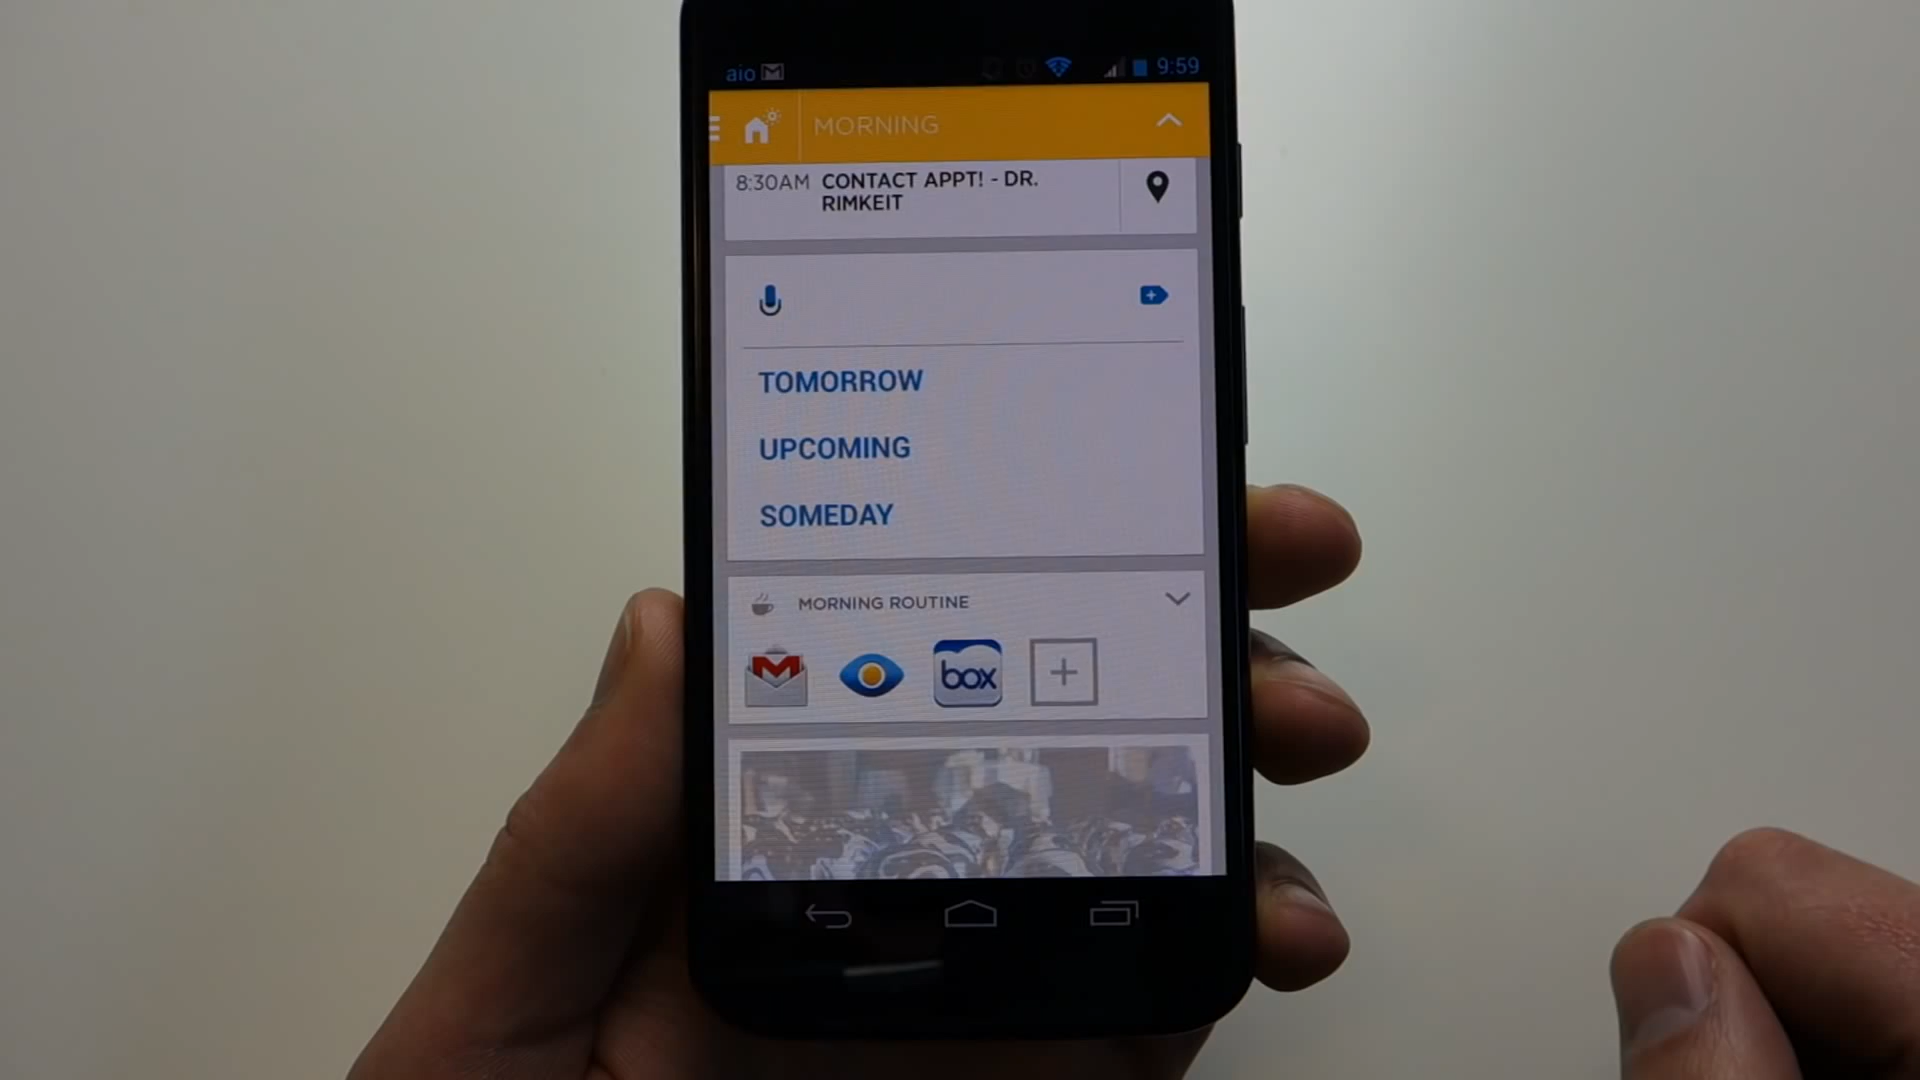 aio 9:59
MORNING
8:30AM CONTACT APPT! - DR.
RIMKEIT
TOMORROW
UPCOMING
SOMEDAY
MORNING ROUTINE
box